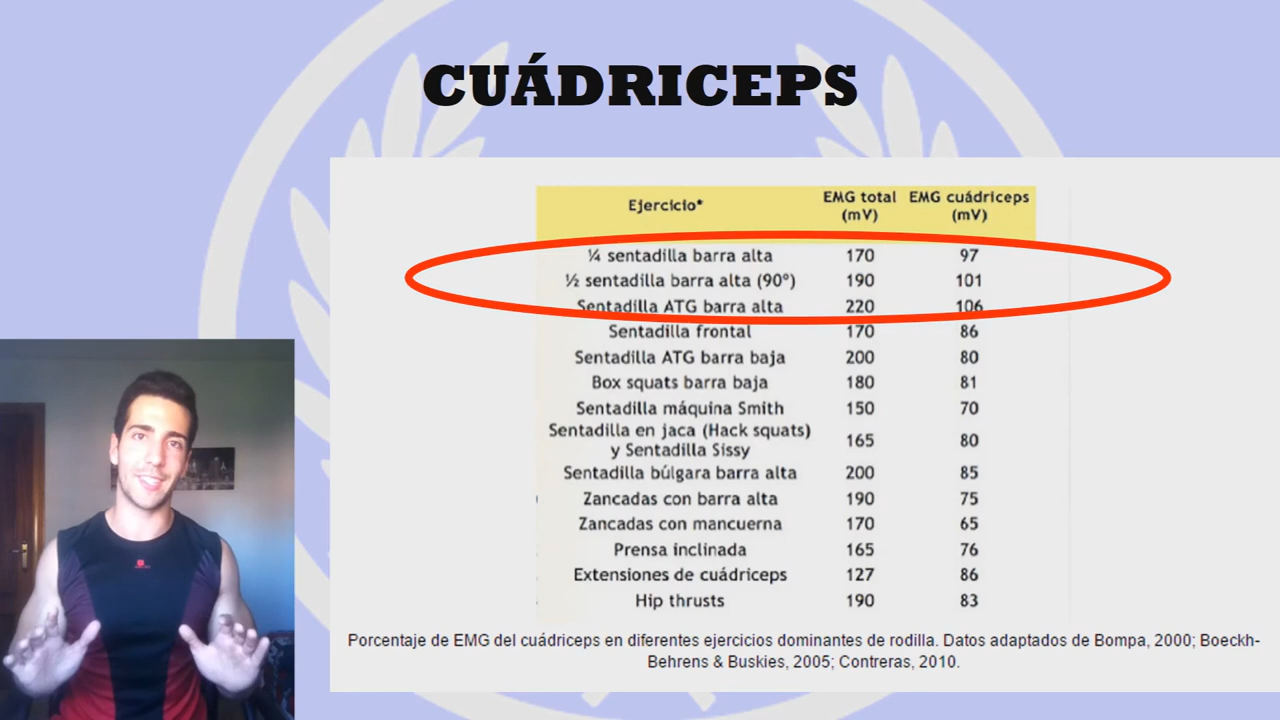 CUÁDRICEPS
Ejercicio* EMG total (mV) EMG cuádriceps (mV)
¼ sentadilla barra alta 170 97
½ sentadilla barra alta (90º) 190 101
Sentadilla ATG barra alta 220 106
Sentadilla frontal 170 86
Sentadilla ATG barra baja 200 80
Box squats barra baja 180 81
Sentadilla máquina Smith 150 70
Sentadilla en jaca (Hack squats)
y Sentadilla Sissy 165 80
Sentadilla búlgara barra alta 200 85
Zancadas con barra alta 190 75
Zancadas con mancuerna 170 65
Prensa inclinada 165 76
Extensiones de cuádriceps 127 86
Hip thrusts 190 83
Porcentaje de EMG del cuádriceps en diferentes ejercicios dominantes de rodilla. Datos adaptados de Bompa, 2000; Boeckh-
Behrens & Buskies, 2005; Contreras, 2010.